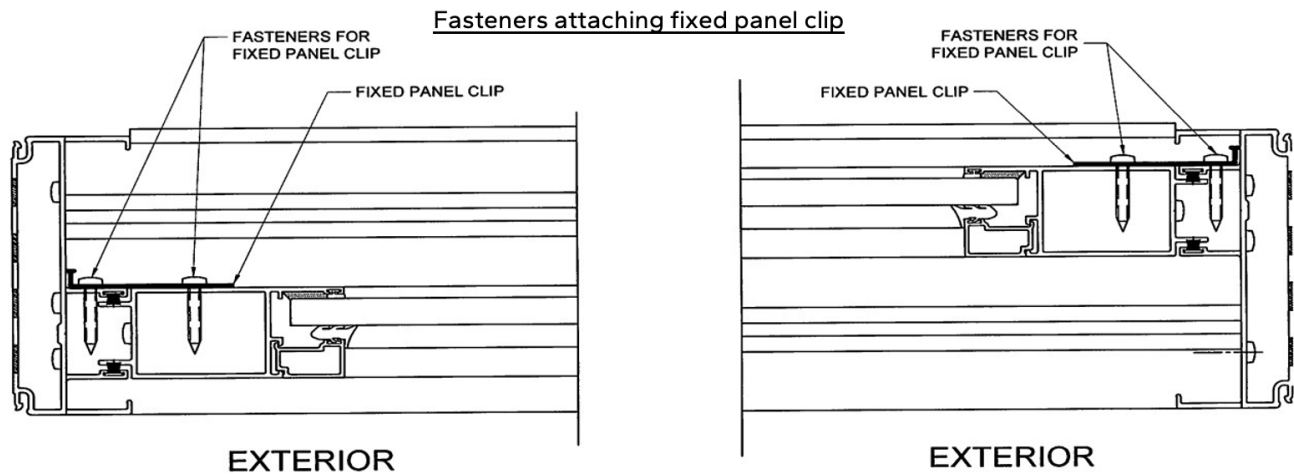 Fasteners attaching fixed panel clip
FASTENERS FOR
FIXED PANEL CLIP
FIXED PANEL CLIP
EXTERIOR
FASTENERS FOR
FIXED PANEL CLIP
FIXED PANEL CLIP
EXTERIOR